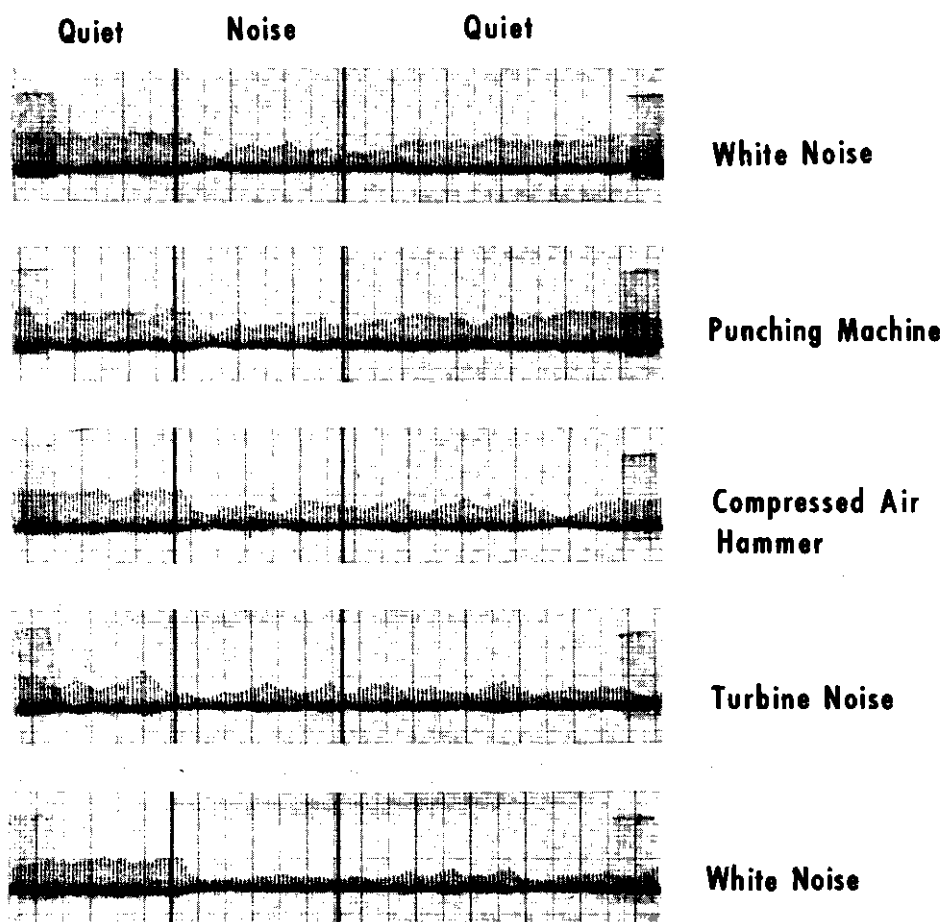 Quiet Noise Quiet
White Noise
Punching Machine
Compressed Air
Hammer
Turbine Noise
White Noise